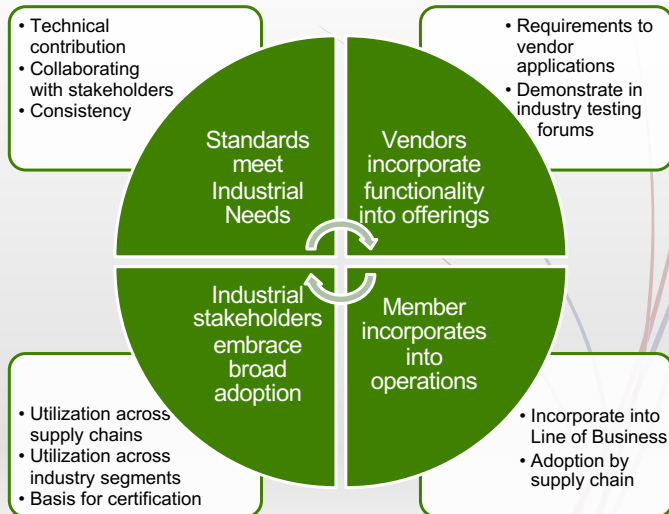 • Technical
contribution
• Collaborating
with stakeholders
• Consistency
• Requirements to
vendor
applications
• Demonstrate in
industry testing
forums
Standards
meet
Industrial
Needs
Vendors
incorporate
functionality
into offerings
Industrial
stakeholders
embrace
broad
adoption
Member
incorporates
into
operations
• Utilization across
supply chains
• Utilization across
industry segments
• Basis for certification
• Incorporate into
Line of Business
• Adoption by
supply chain